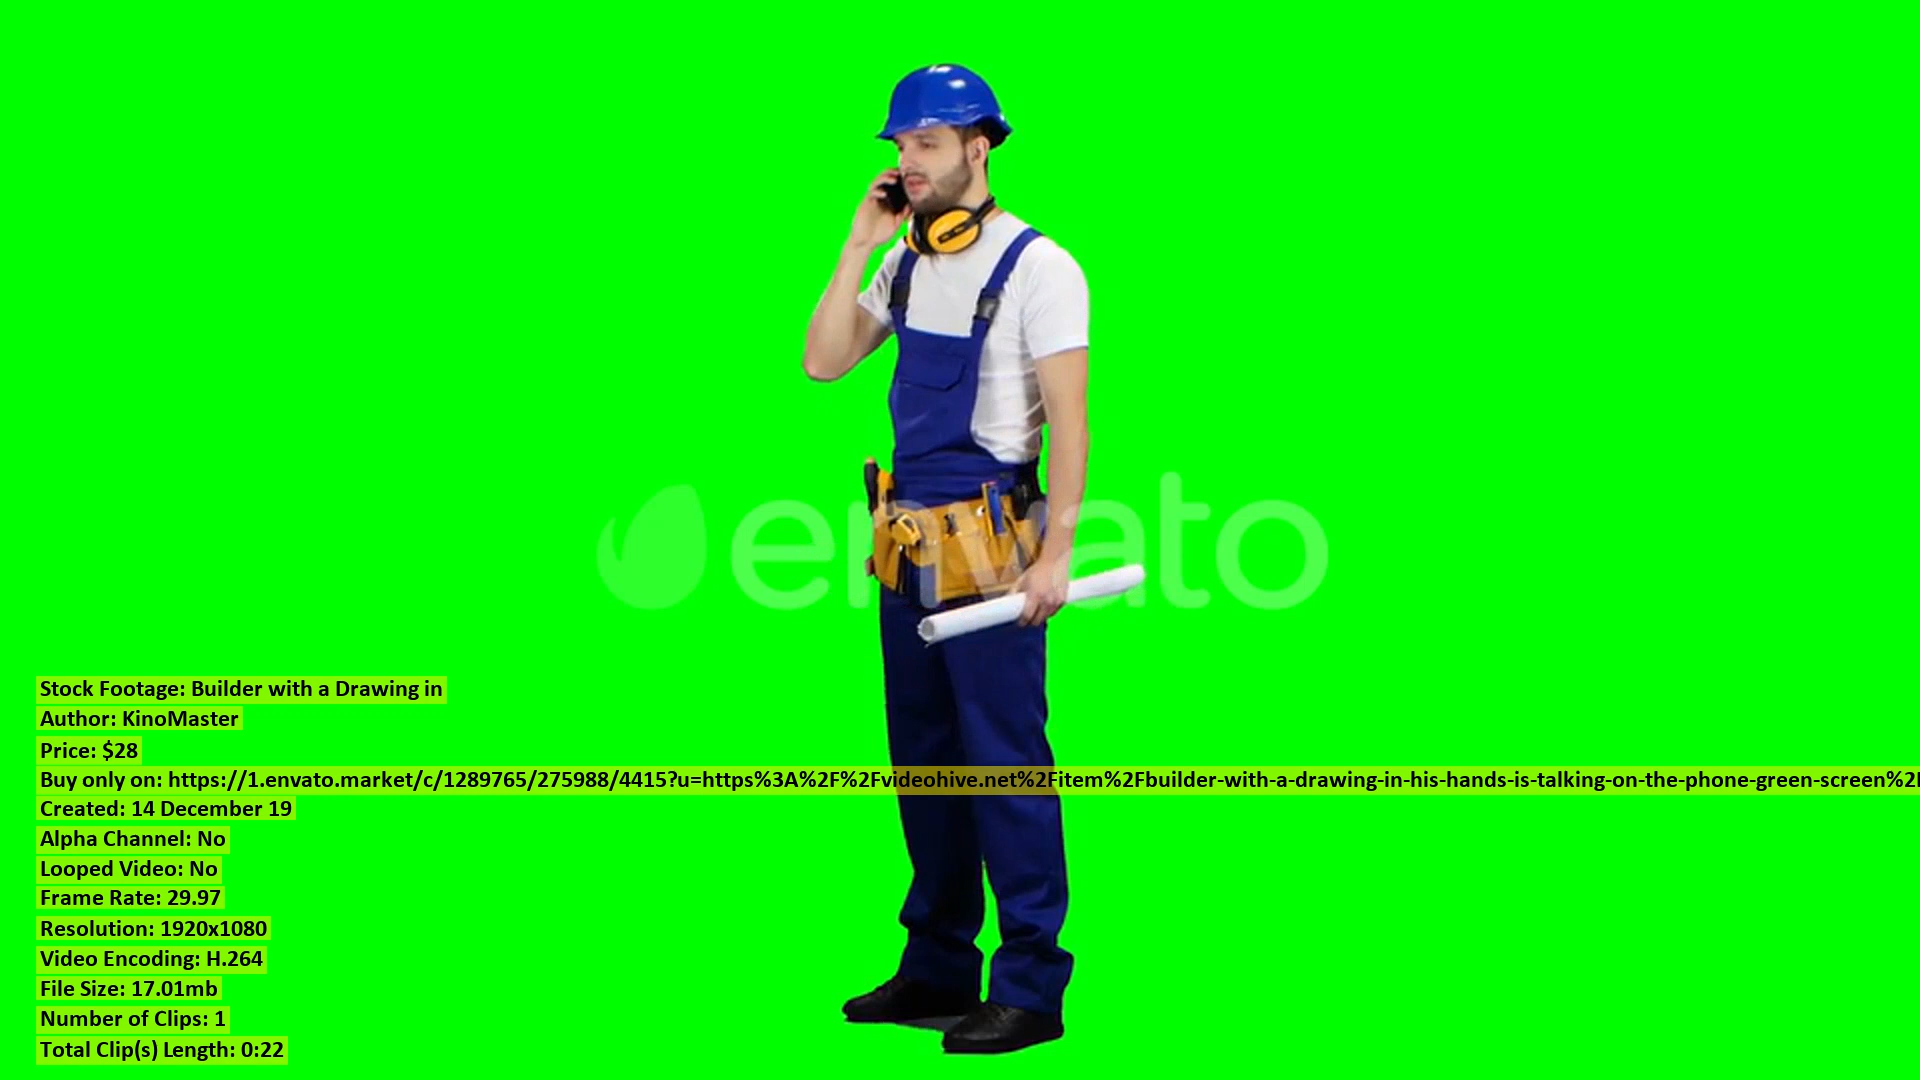 envato
Stock Footage: Builder with a Drawing in
Author: KinoMaster
Price: $28
Buy only on: https://1.envato.market/c/1289765/275988/4415?u=https%3A%2F%2Fvideohive.net%2Fitem%2Fbuilder-with-a-drawing-in-his-hands-is-talking-on-the-phone-green-screen%2
Created: 14 December 19
Alpha Channel: No
Looped Video: No
Frame Rate: 29.97
Resolution: 1920x1080
Video Encoding: H.264
File Size: 17.01mb
Number of Clips: 1
Total Clip(s) Length: 0:22